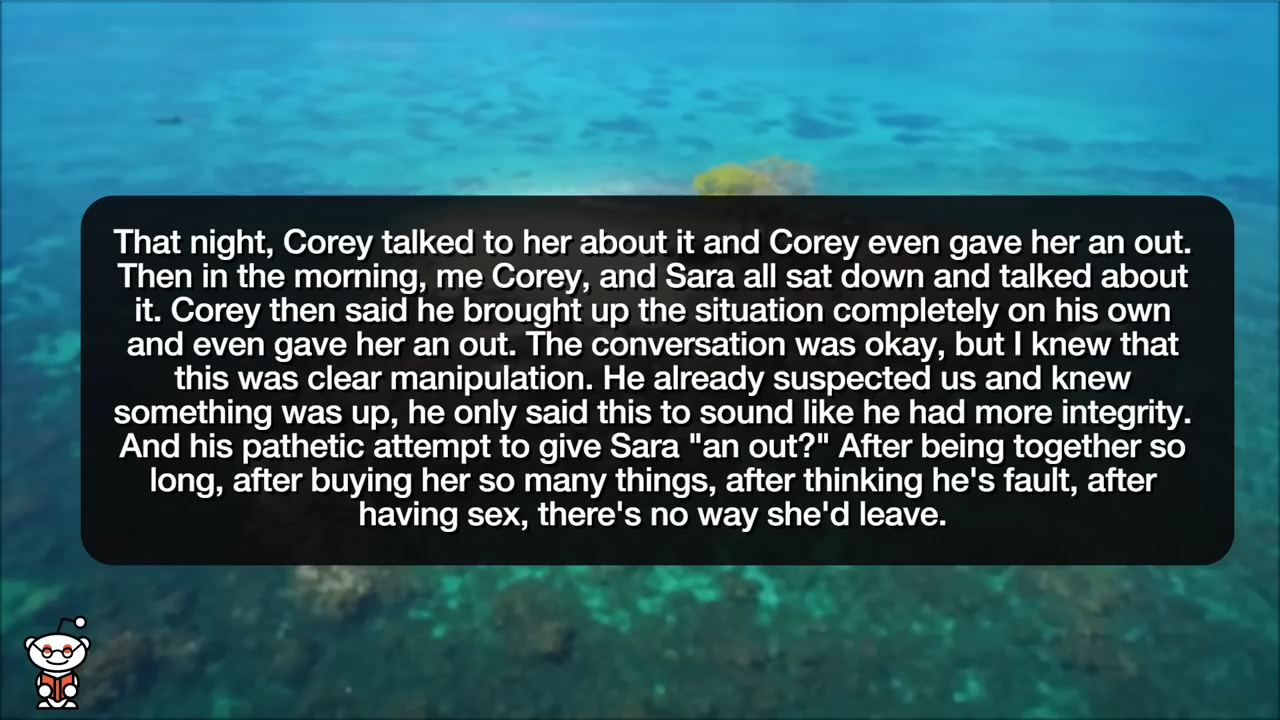 That night, Corey talked to her about it and Corey even gave her an out.
Then in the morning, me Corey, and Sara all sat down and talked about
it. Corey then said he brought up the situation completely on his own
and even gave her an out. The conversation was okay, but I knew that
this was clear manipulation. He already suspected us and knew
something was up, he only said this to sound like he had more integrity.
And his pathetic attempt to give Sara "an out?" After being together so
long, after buying her so many things, after thinking he's fault, after
having sex, there's no way she'd leave.